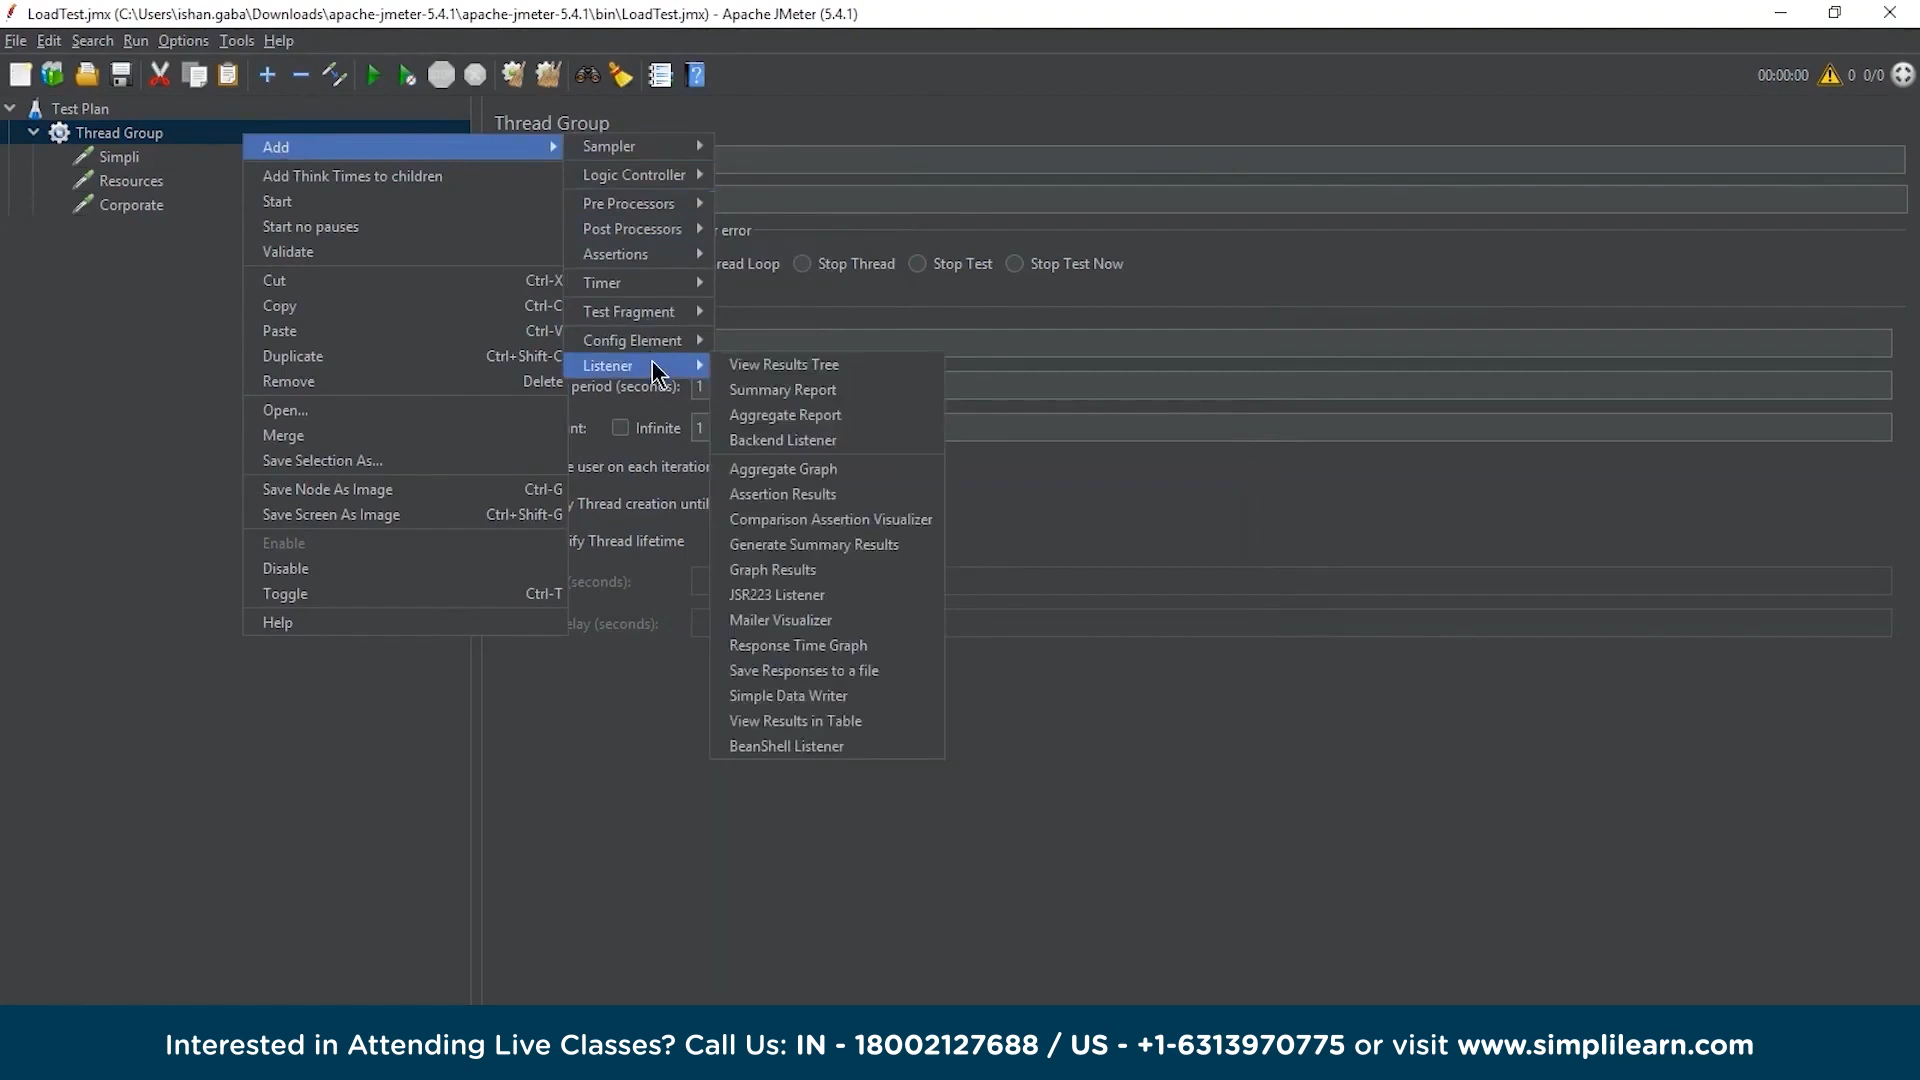 LoadTest.jmx (C:\Users\ishan.gaba\Downloads\apache-jmeter-5.4.1\apache-jmeter-5.4.1\bin\LoadTest.jmx) - Apache JMeter (5.4.1)
File Edit Search Run Options Tools Help
00:00:00 0 0/0
Test Plan
Thread Group
Simpli
Resources
Corporate
Add
Add Think Times to children
Start
Start no pauses
Validate
Cut Ctrl-X
Copy Ctrl-C
Paste Ctrl-V
Duplicate Ctrl+Shift-C
Remove Delete
Open...
Merge
Save Selection As...
Save Node As Image Ctrl-G
Save Screen As Image Ctrl+Shift-G
Enable
Disable
Toggle Ctrl-T
Help
Sampler
Logic Controller
Pre Processors
Post Processors
Assertions
Timer
Test Fragment
Config Element
Listener
View Results Tree
Summary Report
Aggregate Report
Backend Listener
Aggregate Graph
Assertion Results
Comparison Assertion Visualizer
Generate Summary Results
Graph Results
JSR223 Listener
Mailer Visualizer
Response Time Graph
Save Responses to a file
Simple Data Writer
View Results in Table
BeanShell Listener
Thread Group
r error
read Loop Stop Thread Stop Test Stop Test Now
period (seconds): 1
nt: Infinite 1
e user on each iteration
y Thread creation until
ify Thread lifetime
(seconds):
elay (seconds):
Interested in Attending Live Classes? Call Us: IN - 18002127688 / US - +1-6313970775 or visit www.simplilearn.com